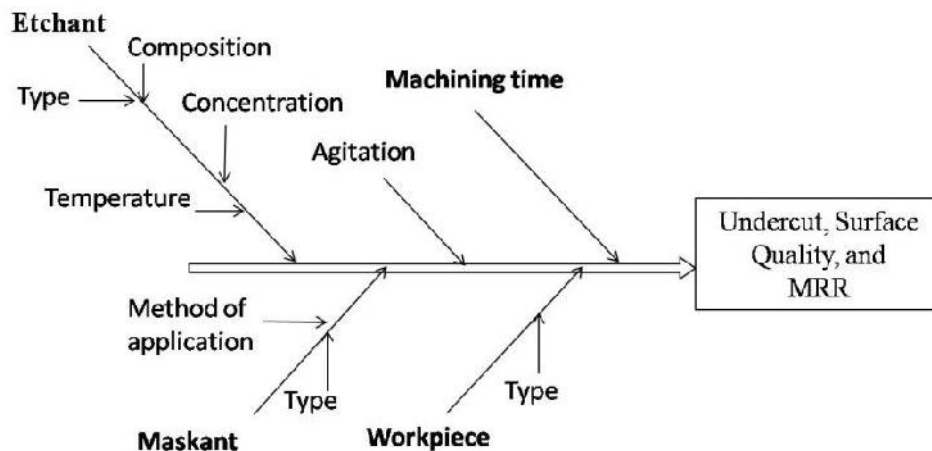 Etchant
Composition
Type
Concentration
Machining time
Agitation
Temperature
Undercut, Surface
Quality, and
MRR
Method of
application
Type
Type
Maskant
Workpiece